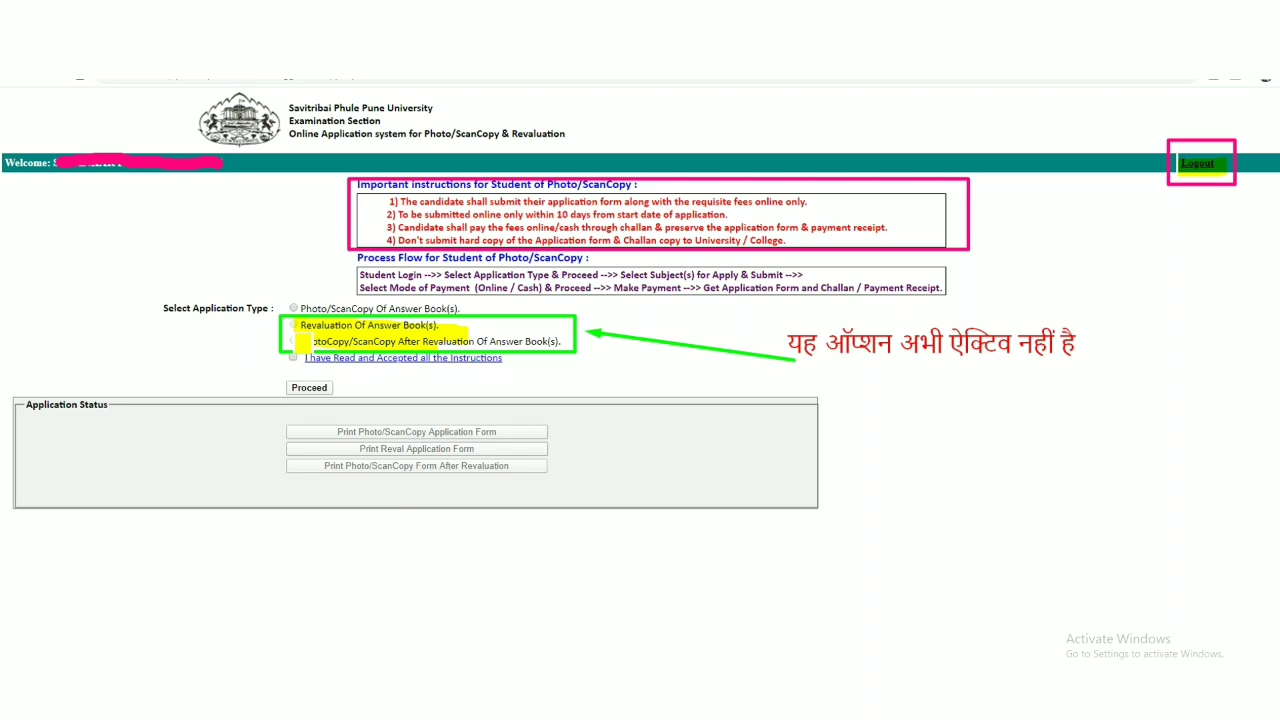 Savitribai Phule Pune University
Examination Section
Online Application system for Photo/ScanCopy & Revaluation
Welcome:
Logout
Important instructions for Student of Photo/ScanCopy :
1) The candidate shall submit their application form along with the requisite fees online only.
2) To be submitted online only within 10 days from start date of application.
3) Candidate shall pay the fees online/cash through challan & preserve the application form & payment receipt.
4) Don't submit hard copy of the Application form & Challan copy to University / College.
Process Flow for Student of Photo/ScanCopy :
Student Login -->> Select Application Type & Proceed -->> Select Subject(s) for Apply & Submit -->>
Select Mode of Payment (Online / Cash) & Proceed -->> Make Payment -->> Get Application Form and Challan / Payment Receipt.
Select Application Type : Photo/ScanCopy Of Answer Book(s).
Revaluation Of Answer Book(s).
otoCopy/ScanCopy After Revaluation Of Answer Book(s).
यह ऑप्शन अभी ऐक्टिव नहीं है
I have Read and Accepted all the Instructions
Proceed
Application Status
Print Photo/ScanCopy Application Form
Print Reval Application Form
Print Photo/ScanCopy Form After Revaluation
Activate Windows
Go to Settings to activate Windows.